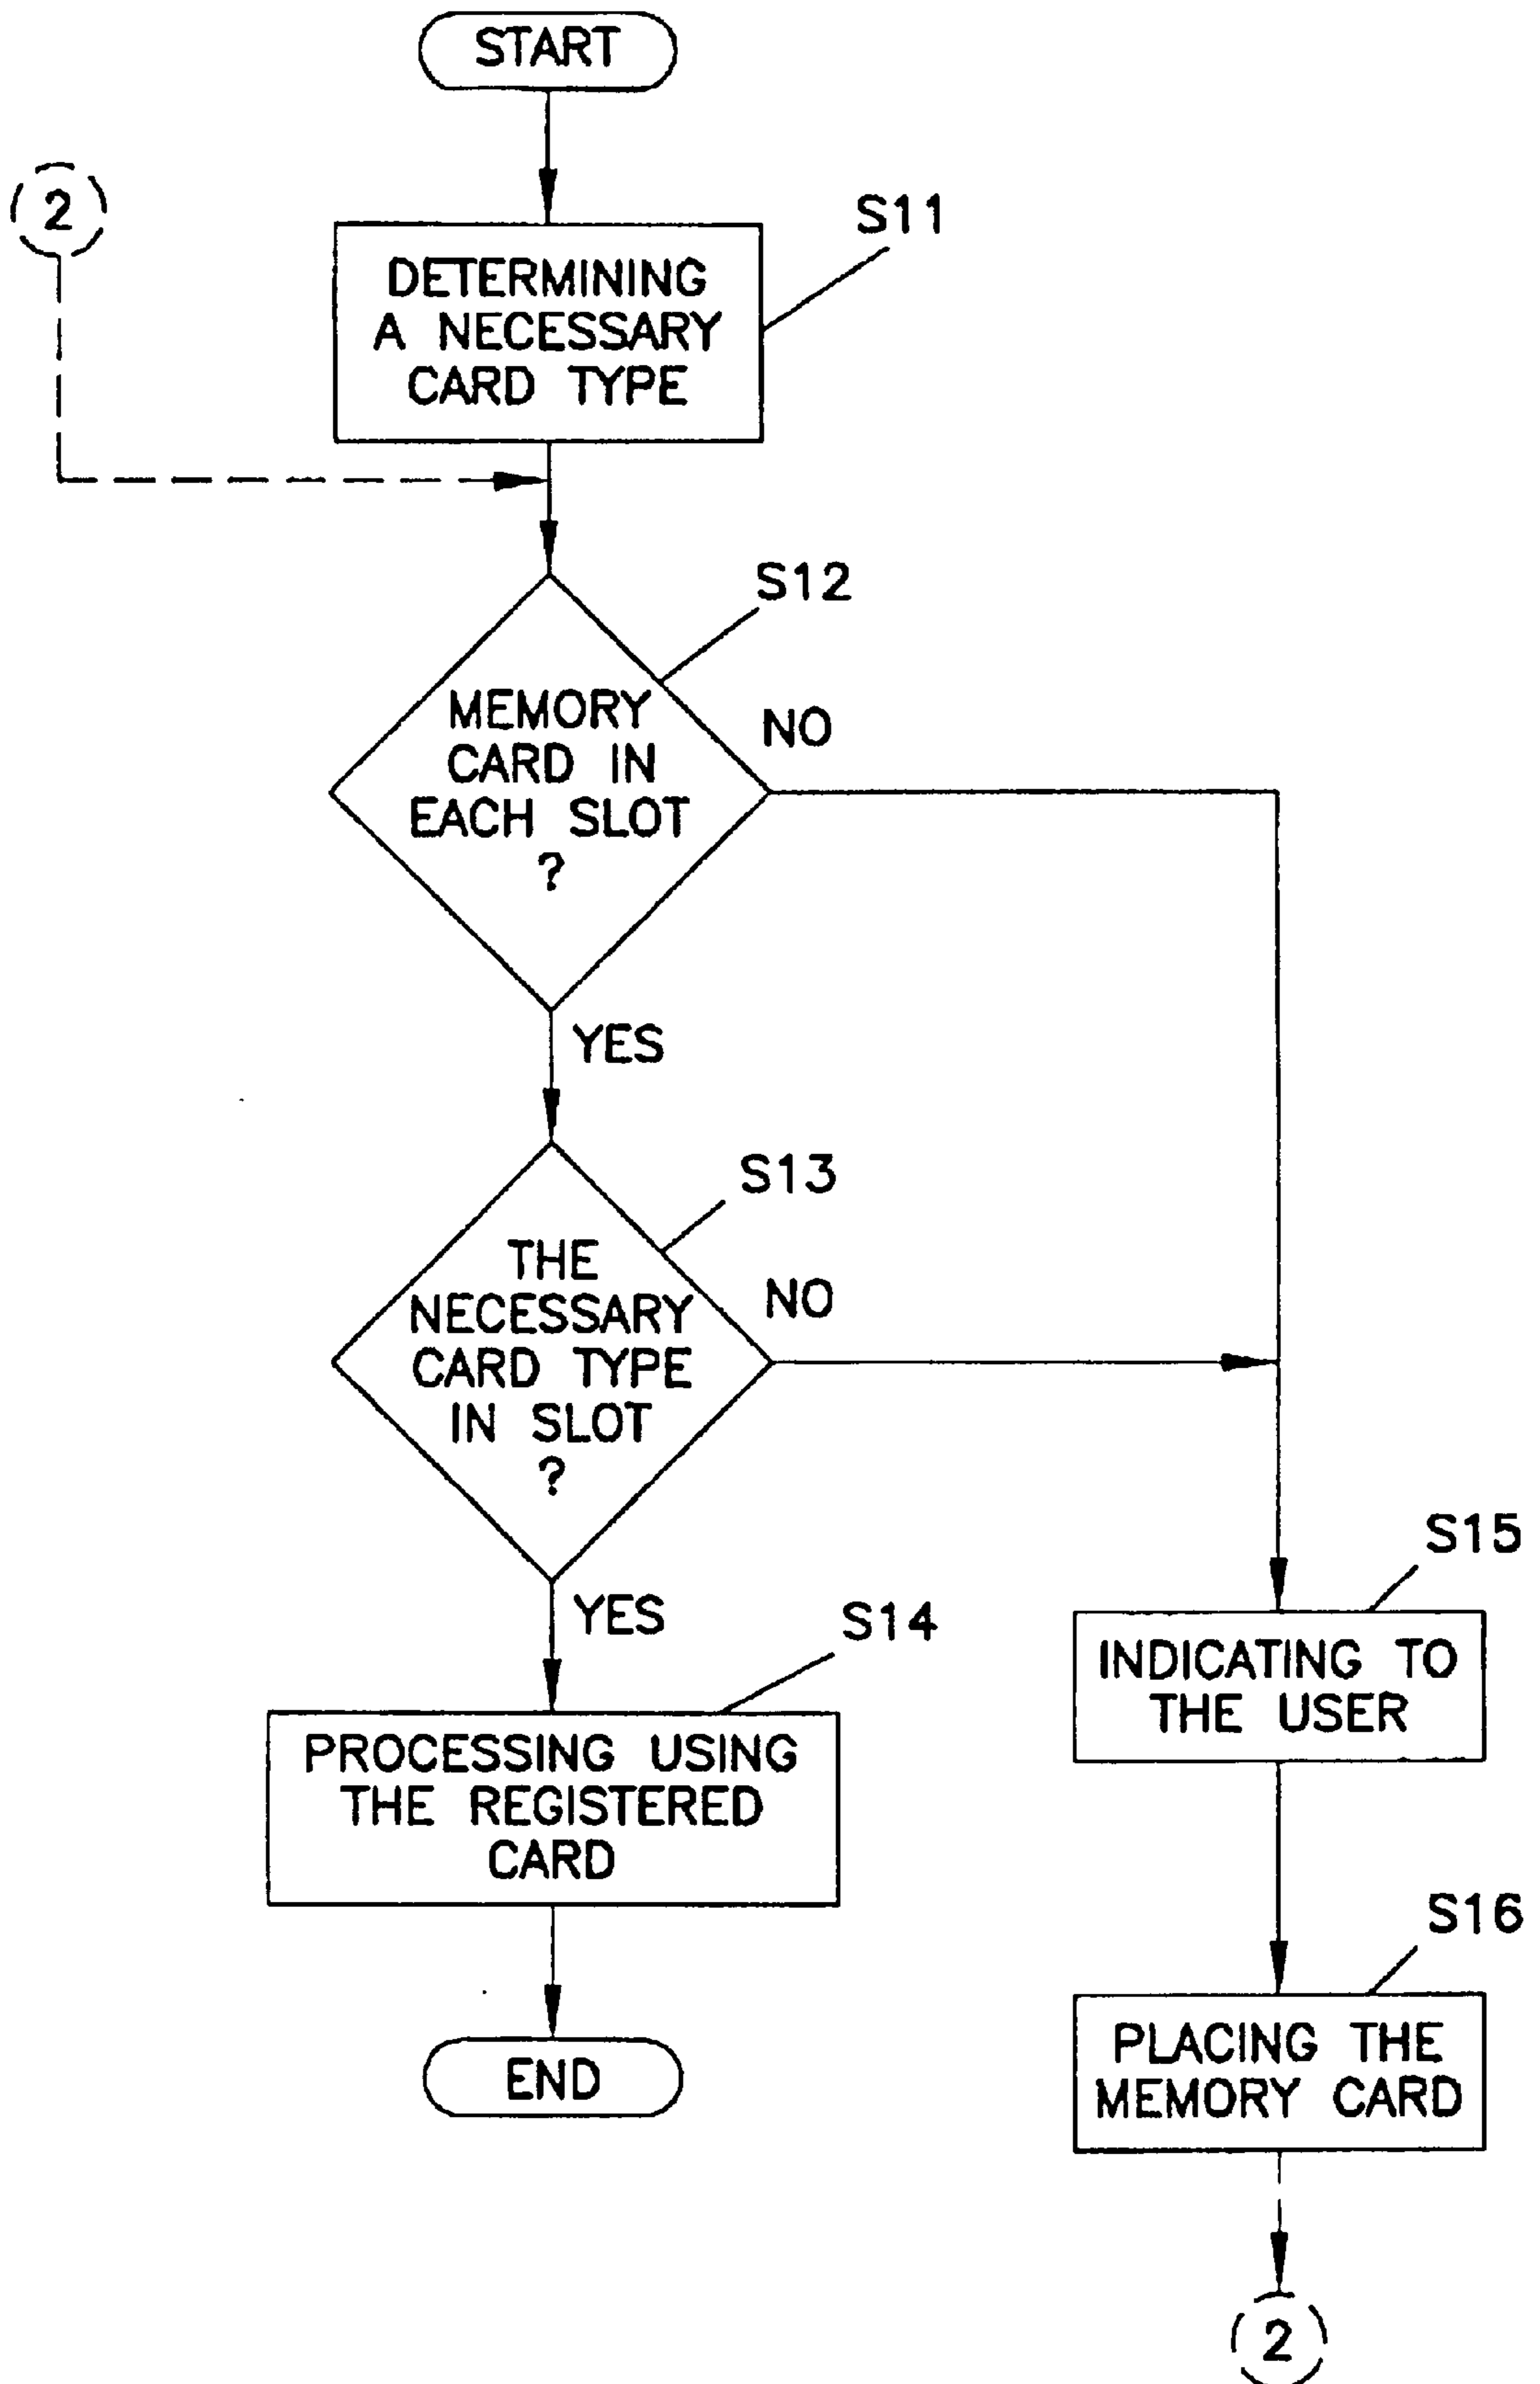 START
2
S11
DETERMINING
A NECESSARY
CARD TYPE
S12
MEMORY
CARD IN
EACH SLOT
?
NO
YES
S13
THE
NECESSARY
CARD TYPE
IN SLOT
?
NO
YES
S14
PROCESSING USING
THE REGISTERED
CARD
END
S15
INDICATING TO
THE USER
S16
PLACING THE
MEMORY CARD
2